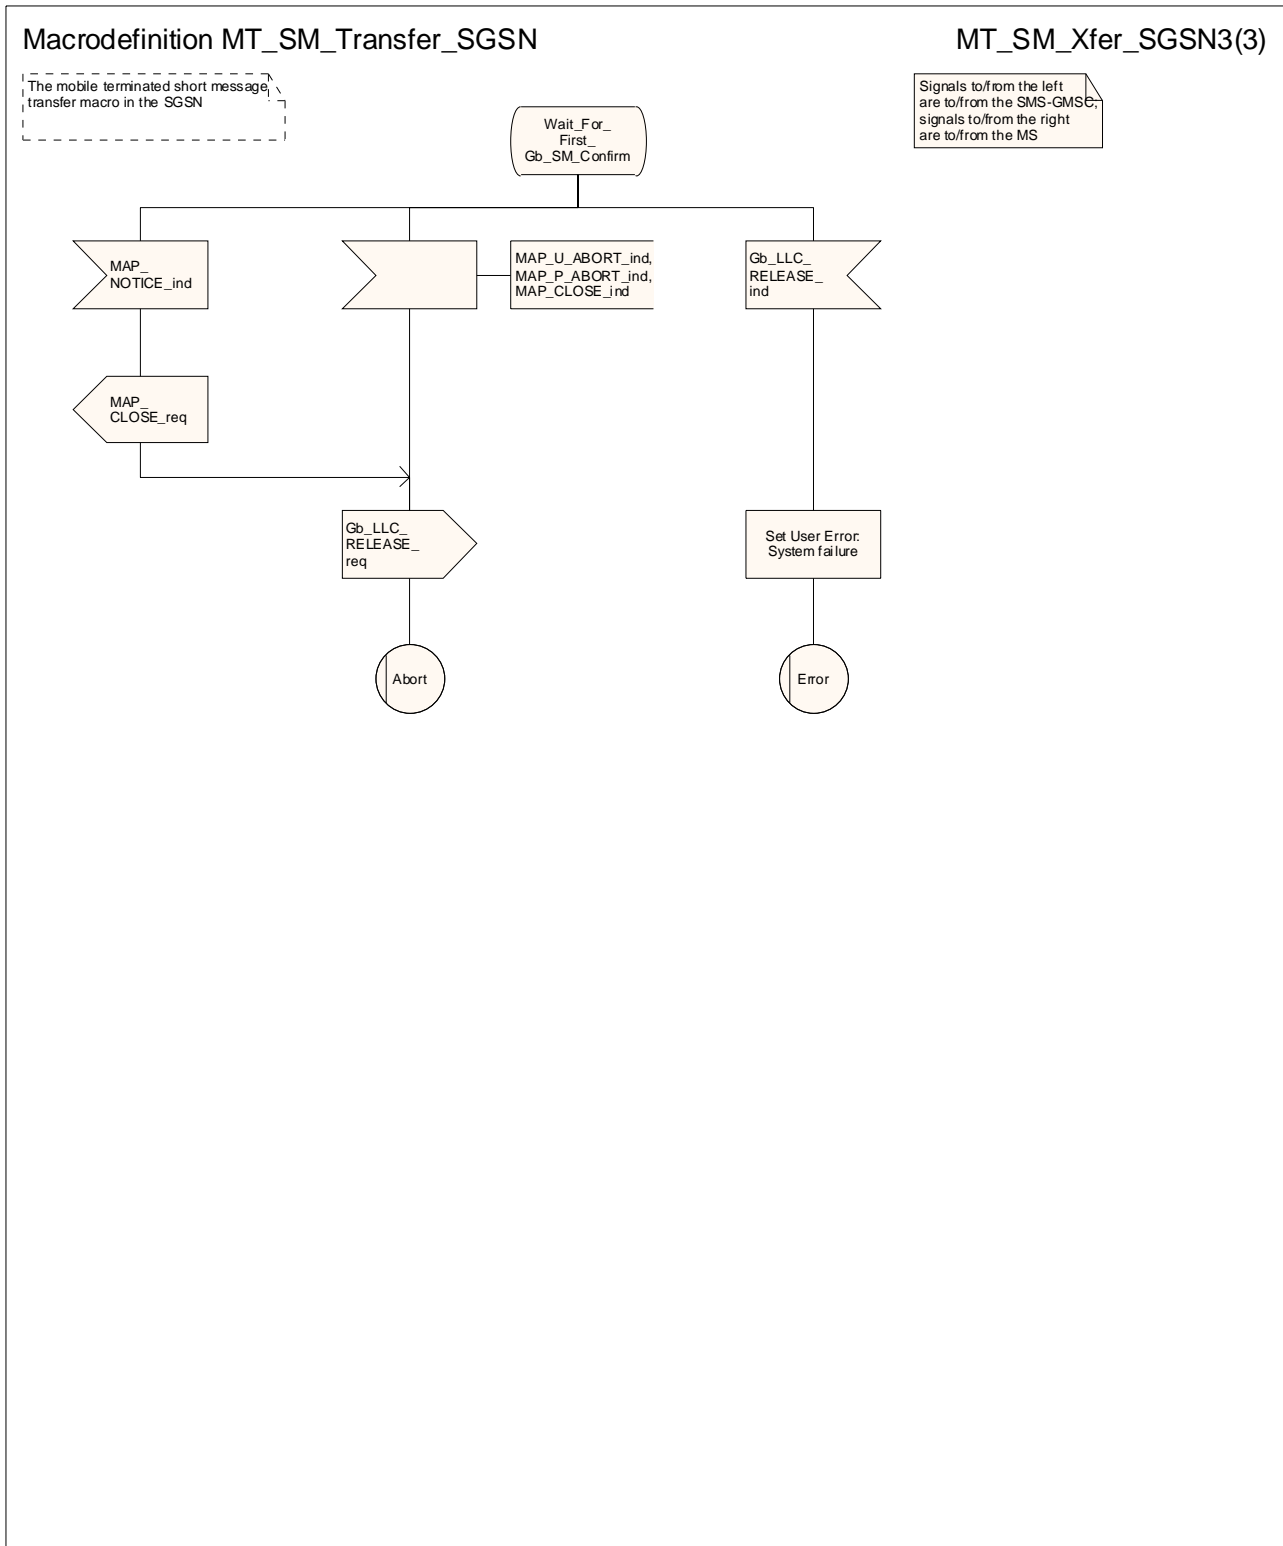 Macrodefinition MT_SM_Transfer_SGSN
MT_SM_Xfer_SGSN3(3)
The mobile terminated short message
transfer macro in the SGSN
Signals to/from the left
are to/from the SMS-GMSC;
signals to/from the right
are to/from the MS
Wait_For_
First_
Gb_SM_Confirm
MAP_
NOTICE_ind
MAP_U_ABORT_ind,
MAP_P_ABORT_ind,
MAP_CLOSE_ind
Gb_LLC_
RELEASE_
ind
MAP_
CLOSE_req
Gb_LLC_
RELEASE_
req
Set User Error:
System failure
Abort
Error